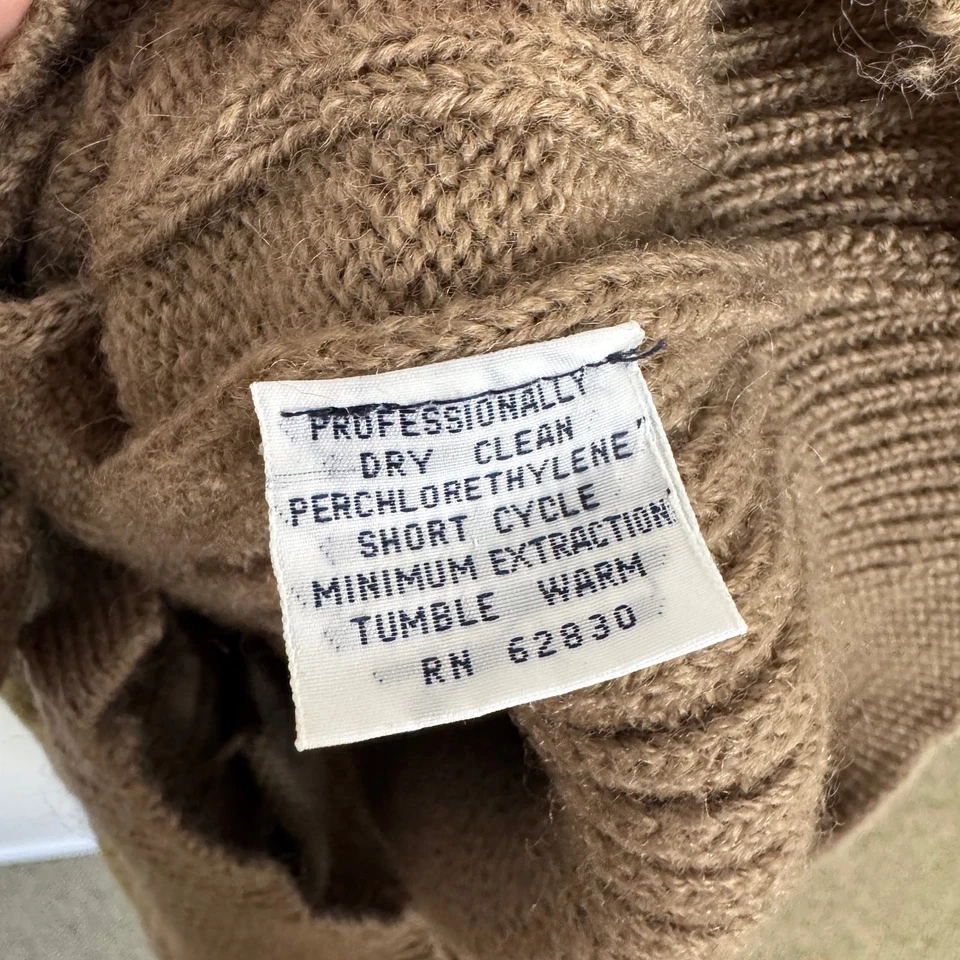 PROFESSIONALLY
DRY CLEAN
PERCHLORETHYLENE'
SHORT CYCLE
MINIMUM EXTRACTION'
TUMBLE WARM
RN 62830